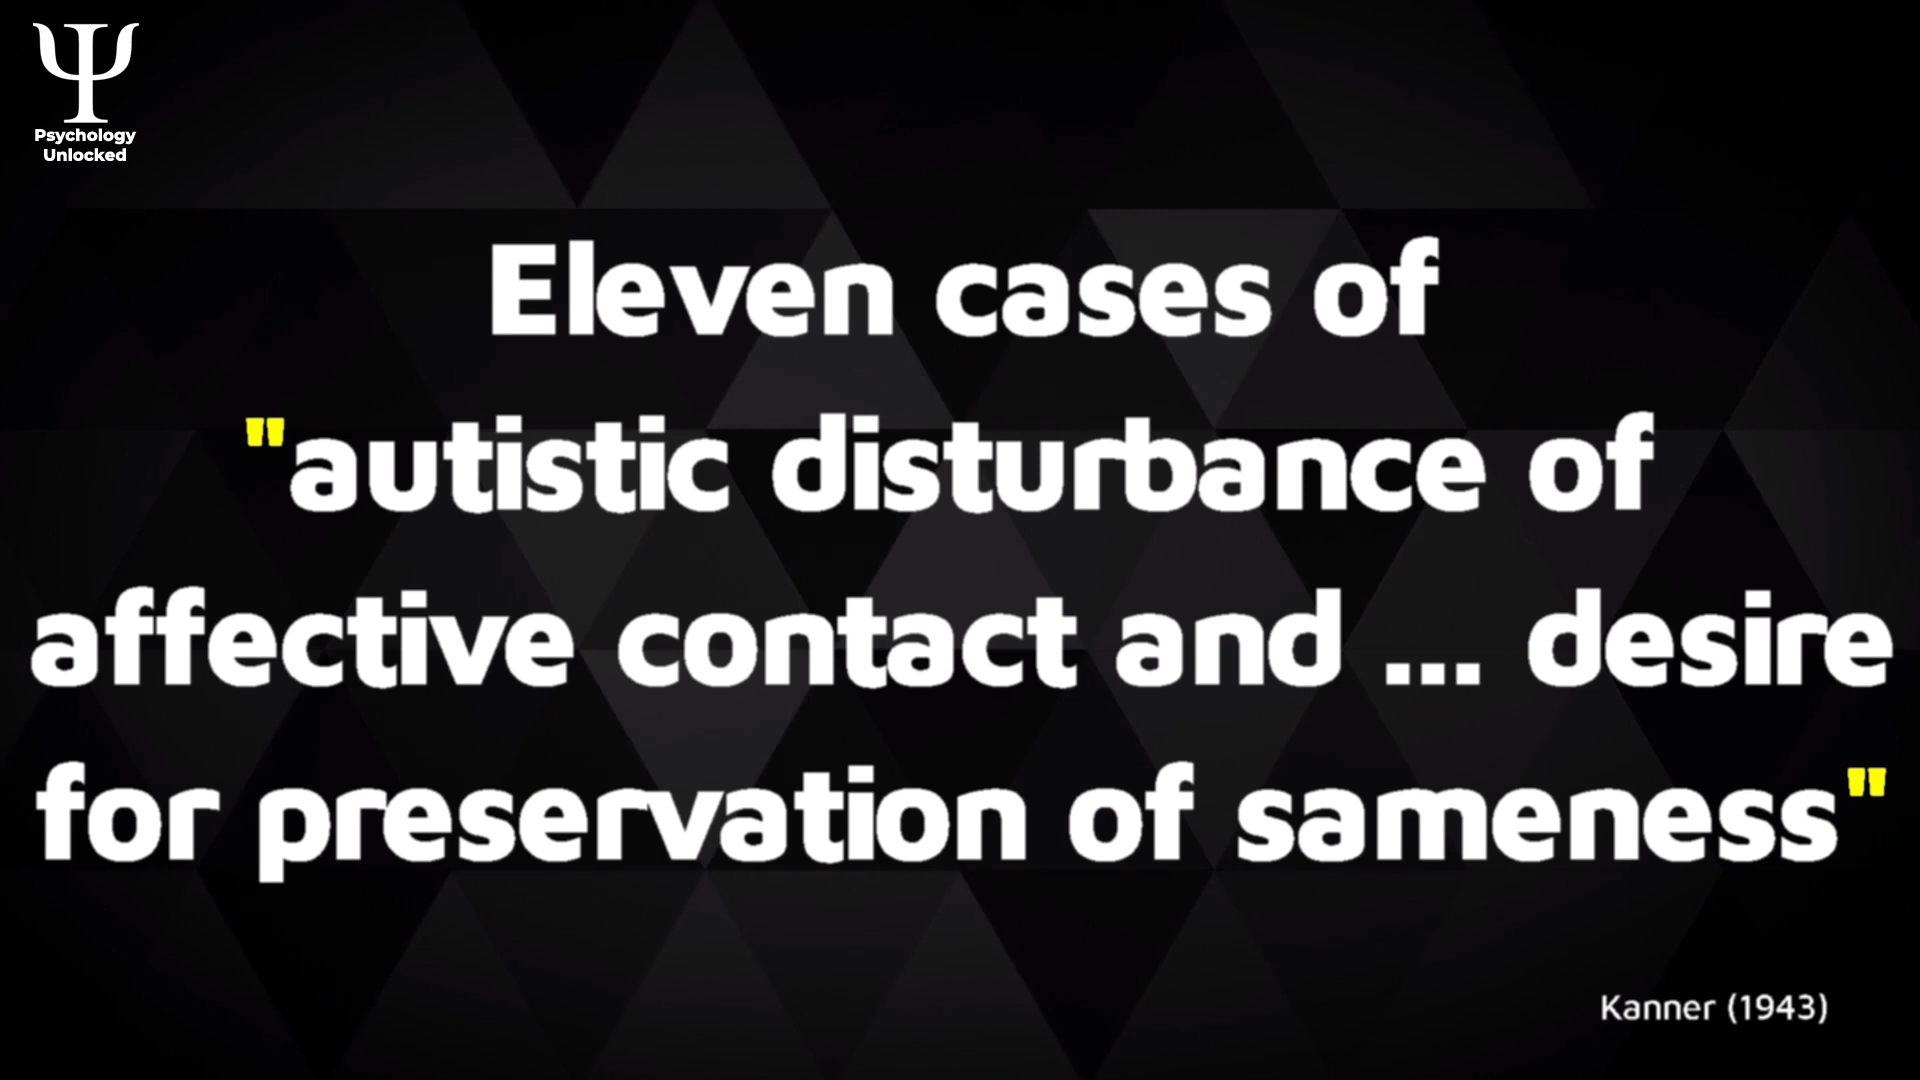 Ψ
Psychology
Unlocked
Eleven cases of
"autistic disturbance of
affective contact and ... desire
for preservation of sameness"
Kanner (1943)